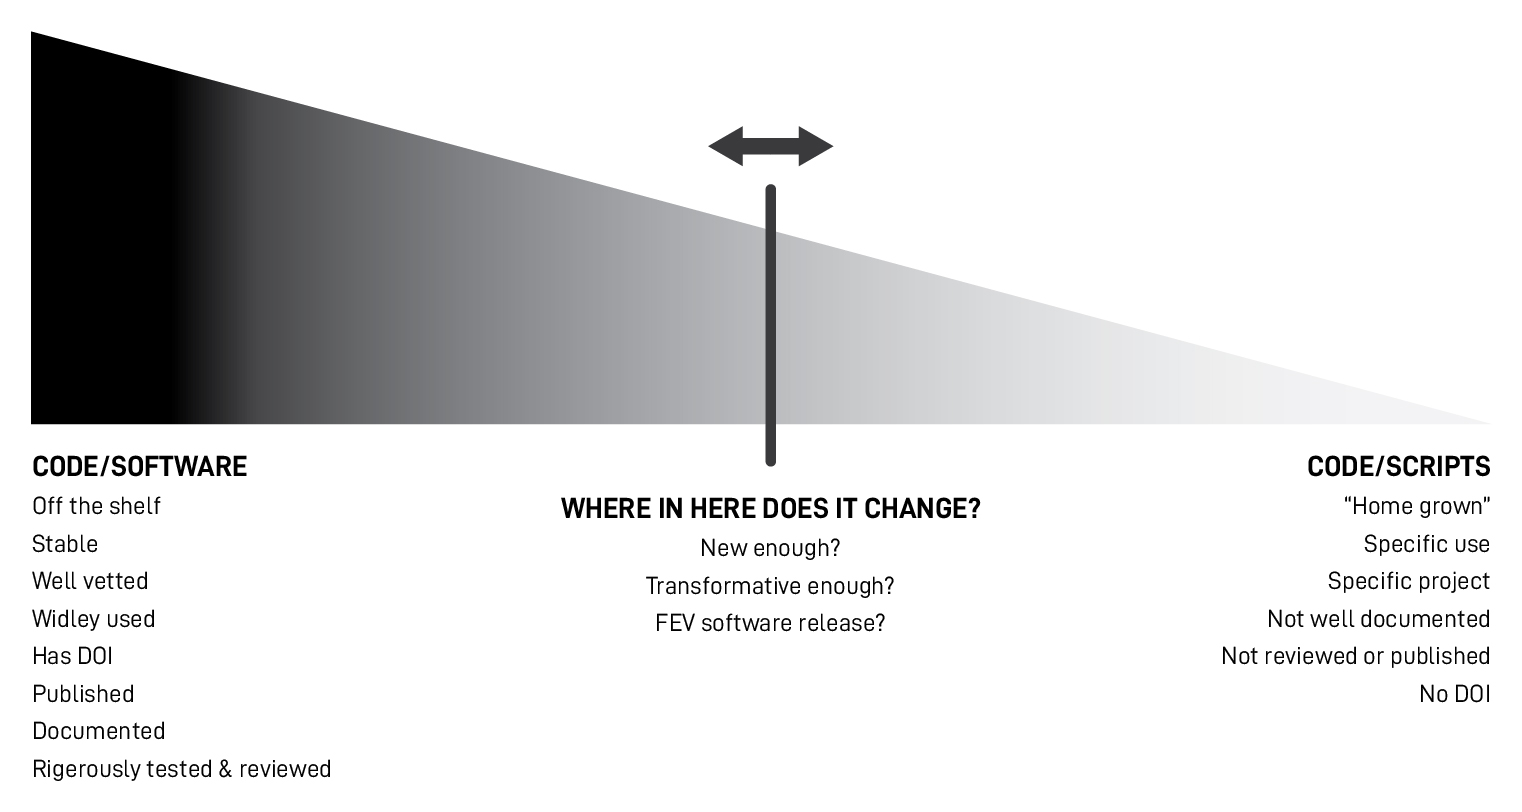 CODE/SOFTWARE
Off the shelf
Stable
Well vetted
Widley used
Has DOI
Published
Documented
Rigerously tested & reviewed
WHERE IN HERE DOES IT CHANGE?
New enough?
Transformative enough?
FEV software release?
CODE/SCRIPTS
“Home grown”
Specific use
Specific project
Not well documented
Not reviewed or published
No DOI